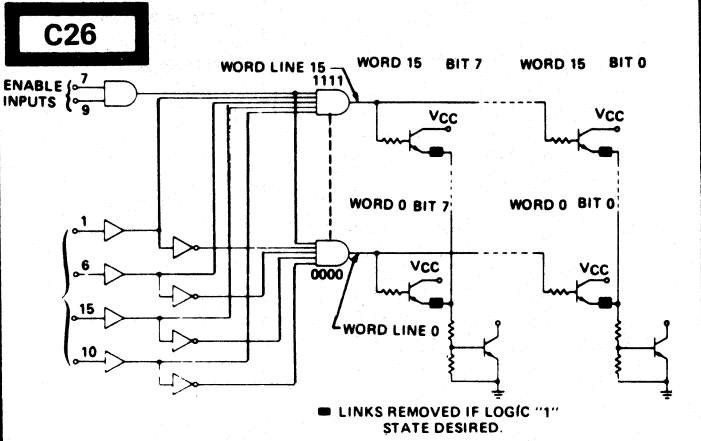 C26
WORD LINE 15
1111
WORD 15 BIT 7
WORD 15 BIT 0
ENABLE
INPUTS
7
9
VCC
VCC
WORD 0 BIT 7
WORD 0 BIT 0
1
6
15
10
0000
VCC
VCC
WORD LINE 0
LINKS REMOVED IF LOGIC "1"
STATE DESIRED.